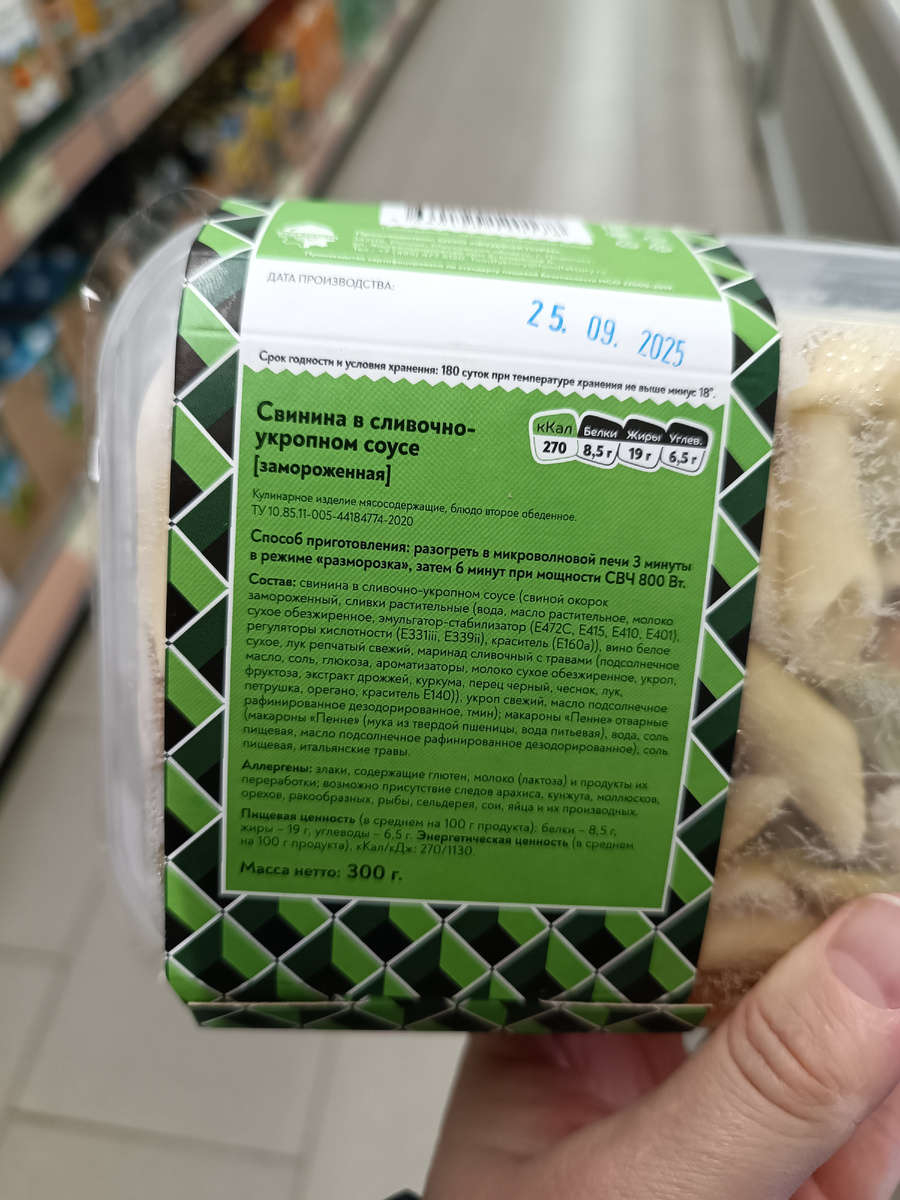 ДАТА ПРОИЗВОДСТВА:
25. 09. 2025
Срок годности и условия хранения: 180 суток при температуре хранения не выше минус 18°.
Свинина в сливочно-
укропном соусе
[замороженная]
кКал Белки Жиры Углев.
270 8,5 г 19 г 6,5 г
Кулинарное изделие мясосодержащие, блюдо второе обеденное.
ТУ 10.85.11-005-44184774-2020
Способ приготовления: разогреть в микроволновой печи 3 минуты
в режиме «разморозка», затем 6 минут при мощности СВЧ 800 Вт.
Состав: свинина в сливочно-укропном соусе (свиной окорок
замороженный, сливки растительные (вода, масло растительное, молоко
сухое обезжиренное, эмульгатор-стабилизатор (Е472С, Е415, Е410, Е401),
регуляторы кислотности (Е331iii, Е339ii), краситель (Е160а)), вино белое
сухое, лук репчатый свежий, маринад сливочный с травами (подсолнечное
масло, соль, глюкоза, ароматизаторы, молоко сухое обезжиренное, укроп,
фруктоза, экстракт дрожжей, куркума, перец черный, чеснок, лук,
петрушка, орегано, краситель Е140)), укроп свежий, масло подсолнечное
рафинированное дезодорированное, тмин); макароны «Пенне» отварные
(макароны «Пенне» (мука из твердой пшеницы, вода питьевая), вода, соль
пищевая, масло подсолнечное рафинированное дезодорированное), соль
пищевая, итальянские травы.
Аллергены: злаки, содержащие глютен, молоко (лактоза) и продукты их
переработки; возможно присутствие следов арахиса, кунжута, моллюсков,
орехов, ракообразных, рыбы, сельдерея, сои, яйца и их производных.
Пищевая ценность (в среднем на 100 г продукта): белки – 8,5 г,
жиры – 19 г, углеводы – 6,5 г. Энергетическая ценность (в среднем
на 100 г продукта), кКал/кДж: 270/1130.
Масса нетто: 300 г.